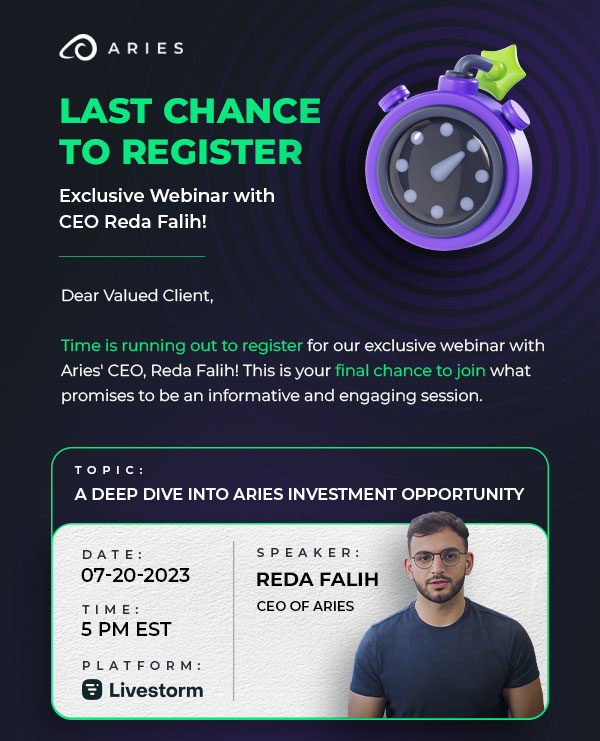 ARIES
LAST CHANCE
TO REGISTER
Exclusive Webinar with
CEO Reda Falih!
Dear Valued Client,
Time is running out to register for our exclusive webinar with
Aries' CEO, Reda Falih! This is your final chance to join what
promises to be an informative and engaging session.
TOPIC:
A DEEP DIVE INTO ARIES INVESTMENT OPPORTUNITY
DATE:
07-20-2023
TIME:
5 PM EST
PLATFORM:
Livestorm
SPEAKER:
REDA FALIH
CEO OF ARIES